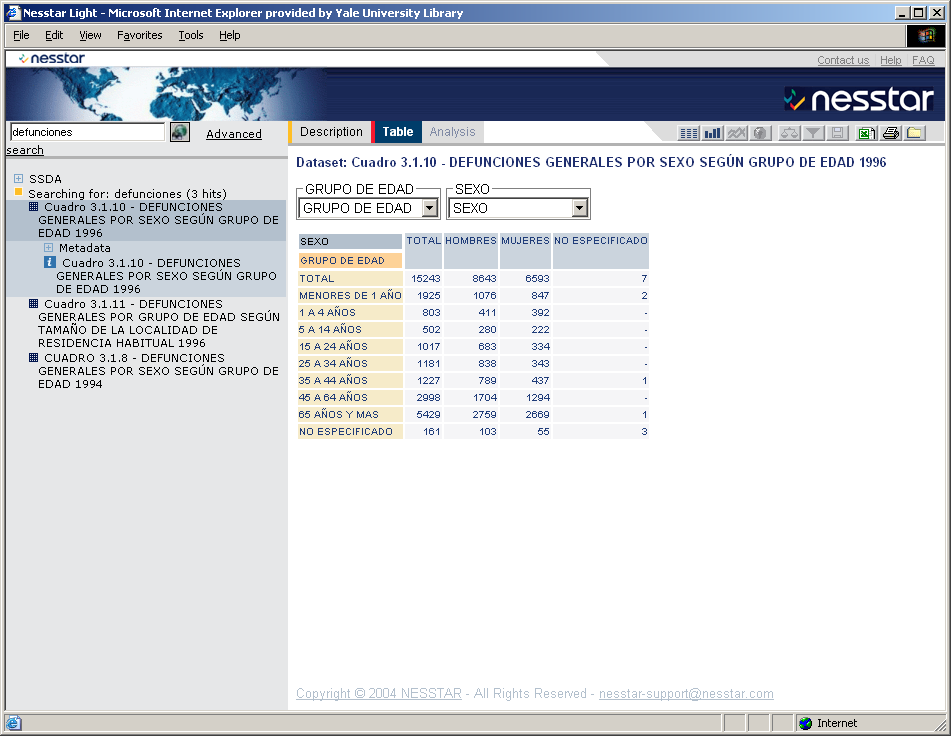 Nesstar Light - Microsoft Internet Explorer provided by Yale University Library
File Edit View Favorites Tools Help
nesstar
Contact us Help FAQ
nesstar
defunciones
Advanced
search
Description Table Analysis
SSDA
Searching for: defunciones (3 hits)
Cuadro 3.1.10 - DEFUNCIONES
GENERALES POR SEXO SEGÚN GRUPO DE
EDAD 1996
Metadata
Cuadro 3.1.10 - DEFUNCIONES
GENERALES POR SEXO SEGÚN GRUPO
DE EDAD 1996
Cuadro 3.1.11 - DEFUNCIONES
GENERALES POR GRUPO DE EDAD SEGÚN
TAMAÑO DE LA LOCALIDAD DE
RESIDENCIA HABITUAL 1996
CUADRO 3.1.8 - DEFUNCIONES
GENERALES POR SEXO SEGÚN GRUPO DE
EDAD 1994
Dataset: Cuadro 3.1.10 - DEFUNCIONES GENERALES POR SEXO SEGÚN GRUPO DE EDAD 1996
GRUPO DE EDAD SEXO
GRUPO DE EDAD SEXO
SEXO TOTAL HOMBRES MUJERES NO ESPECIFICADO
GRUPO DE EDAD
TOTAL 15243 8643 6593 7
MENORES DE 1 AÑO 1925 1076 847 2
1 A 4 AÑOS 803 411 392 -
5 A 14 AÑOS 502 280 222 -
15 A 24 AÑOS 1017 683 334 -
25 A 34 AÑOS 1181 838 343 -
35 A 44 AÑOS 1227 789 437 1
45 A 64 AÑOS 2998 1704 1294 -
65 AÑOS Y MAS 5429 2759 2669 1
NO ESPECIFICADO 161 103 55 3
Copyright © 2004 NESSTAR - All Rights Reserved - nesstar-support@nesstar.com
Internet